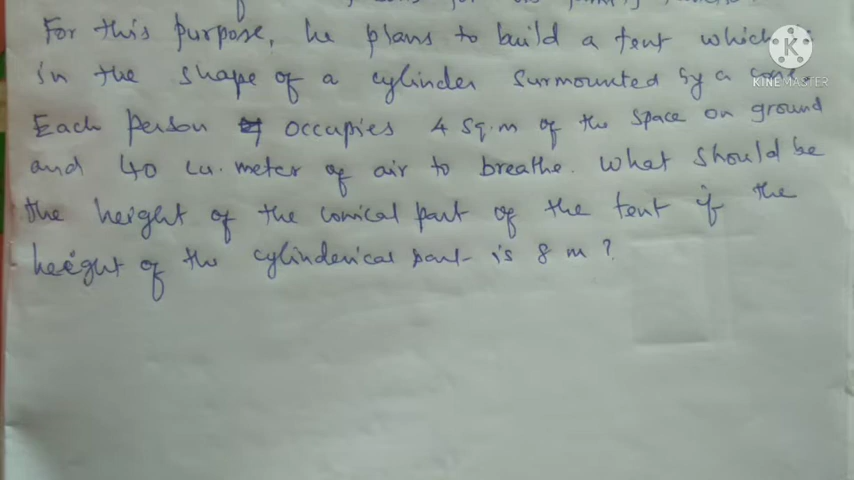 For this purpose, he plans to build a tent which
in the shape of a cylinder surmounted by a cone.
Each person occupies 4 sq.m of the space on ground
and 40 cu. meter of air to breathe. What should be
the height of the conical part of the tent if the
height of the cylinderical part is 8 m?
K
KINEMASTER